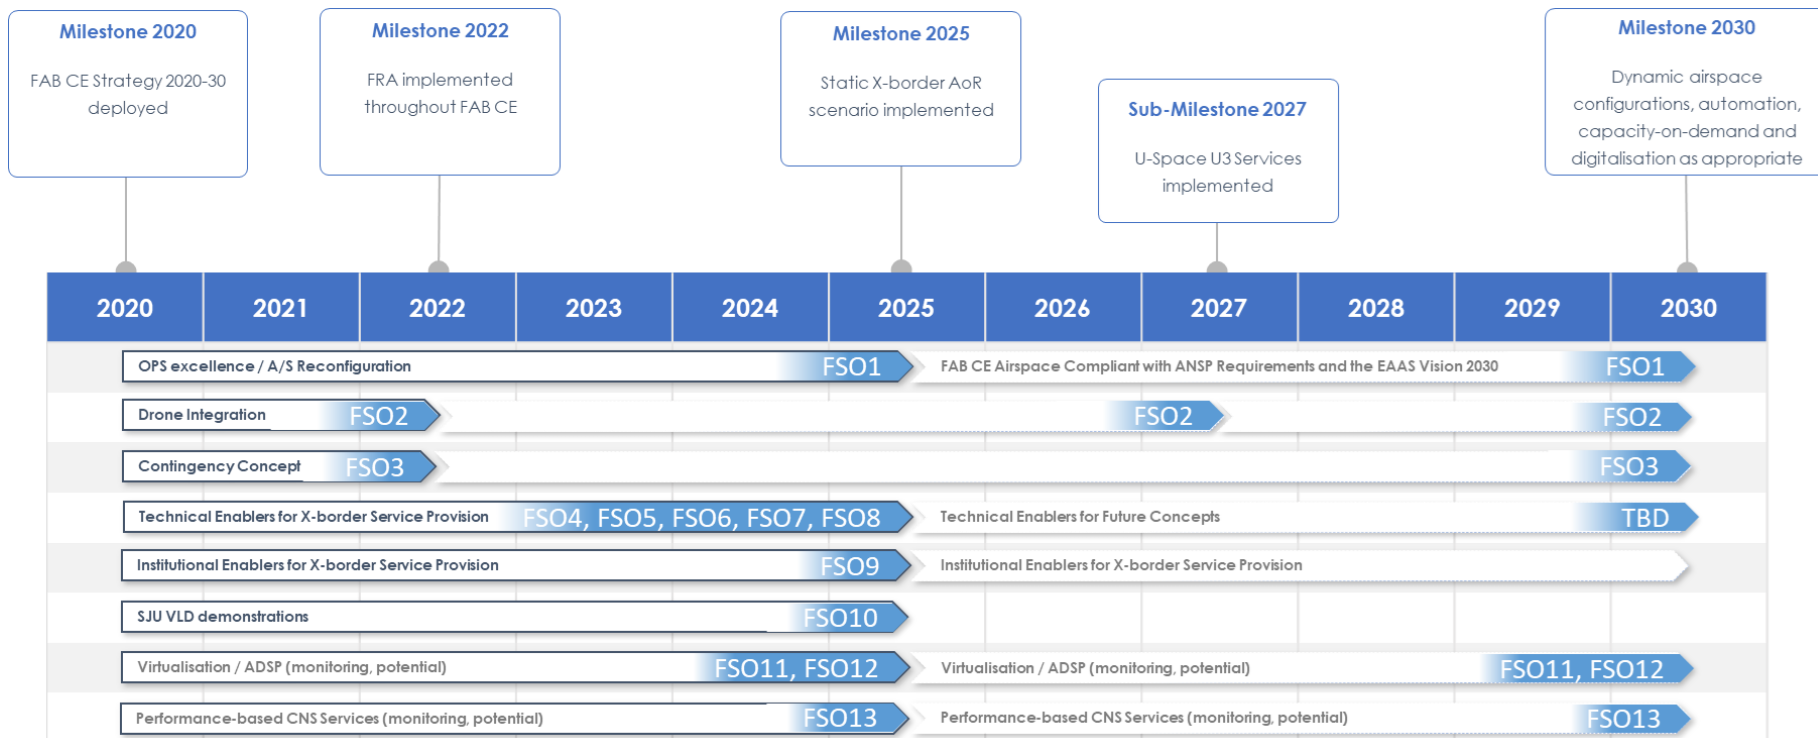 Milestone 2020
FAB CE Strategy 2020-30
deployed
Milestone 2022
FRA implemented
throughout FAB CE
Milestone 2025
Static X-border AoR
scenario implemented
Sub-Milestone 2027
U-Space U3 Services
implemented
Milestone 2030
Dynamic airspace
configurations, automation,
capacity-on-demand and
digitalisation as appropriate
2020 2021 2022 2023 2024 2025 2026 2027 2028 2029 2030
OPS excellence / A/S Reconfiguration FSO1 FAB CE Airspace Compliant with ANSP Requirements and the EAAS Vision 2030 FSO1
Drone Integration FSO2 FSO2 FSO2
Contingency Concept FSO3 FSO3
Technical Enablers for X-border Service Provision FSO4, FSO5, FSO6, FSO7, FSO8 Technical Enablers for Future Concepts TBD
Institutional Enablers for X-border Service Provision FSO9 Institutional Enablers for X-border Service Provision
SJU VLD demonstrations FSO10
Virtualisation / ADSP (monitoring, potential) FSO11, FSO12 Virtualisation / ADSP (monitoring, potential) FSO11, FSO12
Performance-based CNS Services (monitoring, potential) FSO13 Performance-based CNS Services (monitoring, potential) FSO13